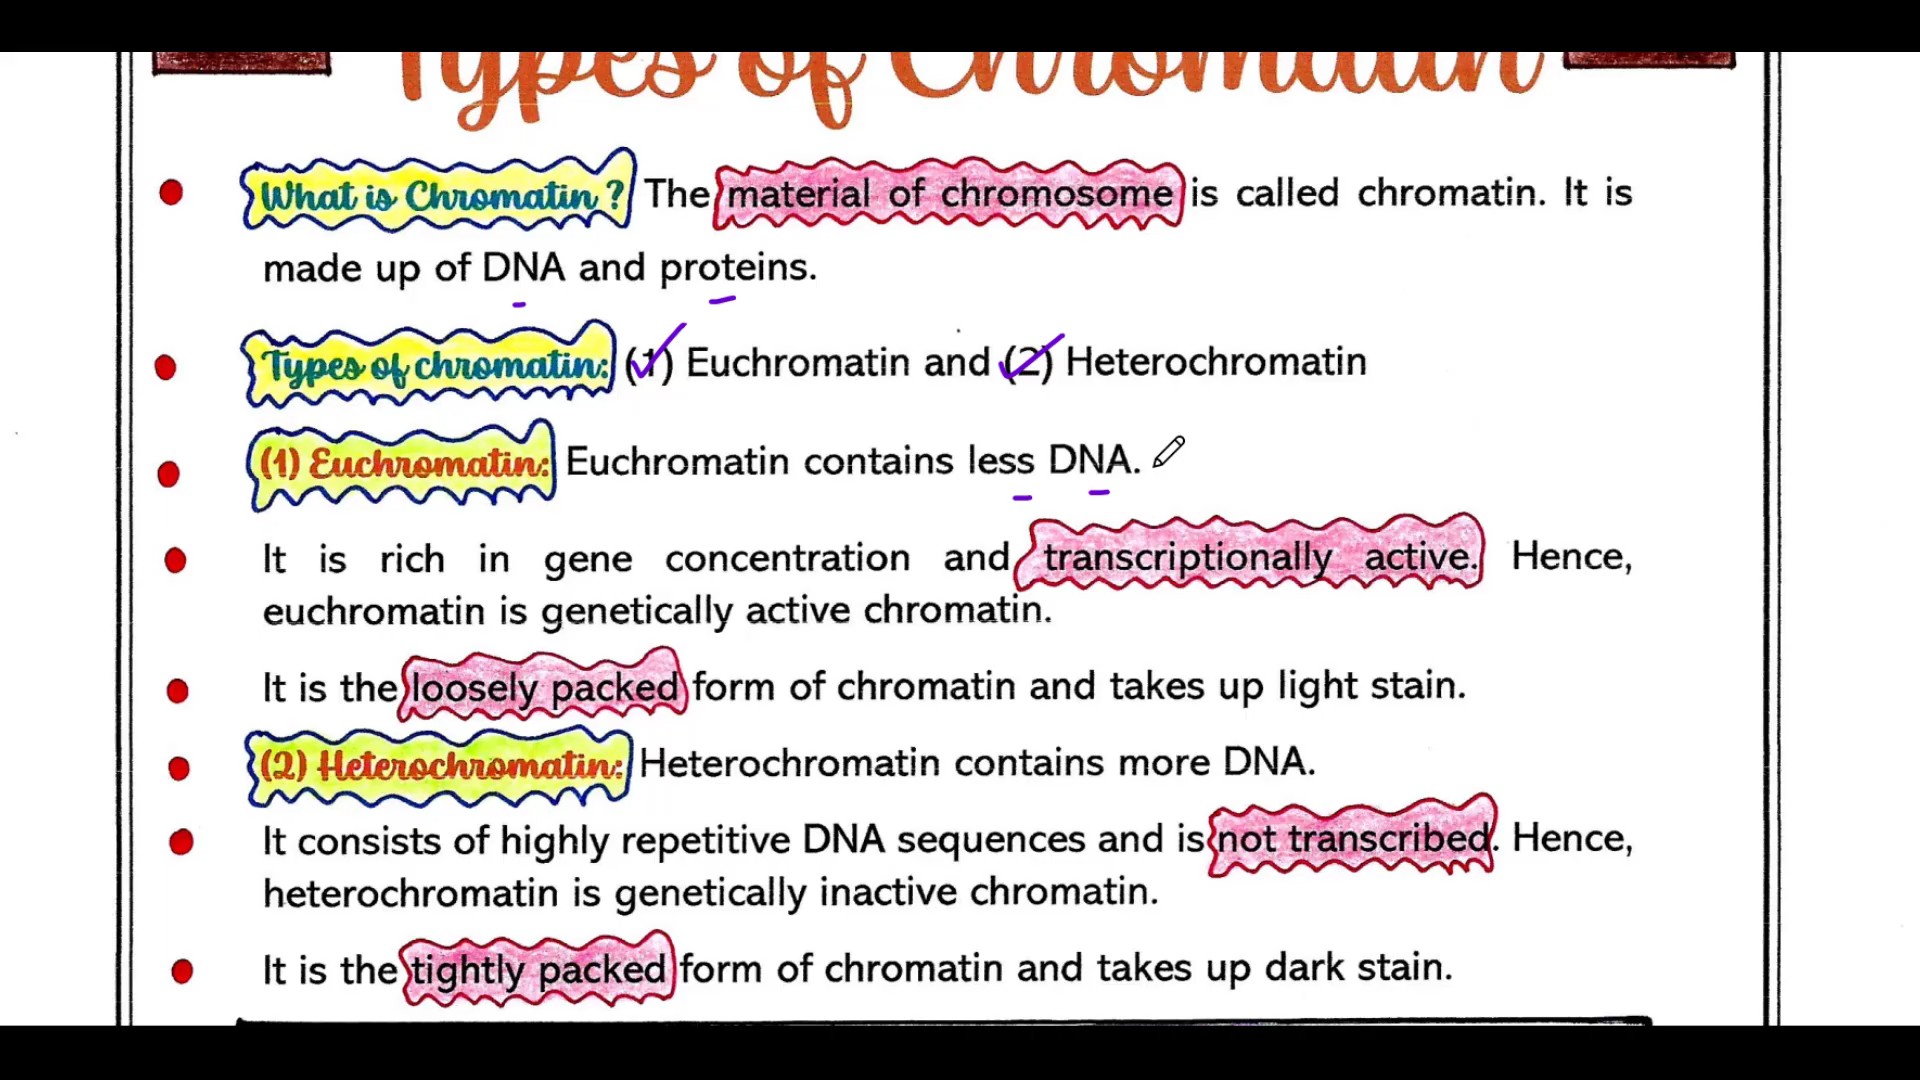 Types of Chromatin
What is Chromatin ? The material of chromosome is called chromatin. It is
made up of DNA and proteins.
Types of chromatin: (1) Euchromatin and (2) Heterochromatin
(1) Euchromatin: Euchromatin contains less DNA.
It is rich in gene concentration and transcriptionally active. Hence,
euchromatin is genetically active chromatin.
It is the loosely packed form of chromatin and takes up light stain.
(2) Heterochromatin: Heterochromatin contains more DNA.
It consists of highly repetitive DNA sequences and is not transcribed. Hence,
heterochromatin is genetically inactive chromatin.
It is the tightly packed form of chromatin and takes up dark stain.